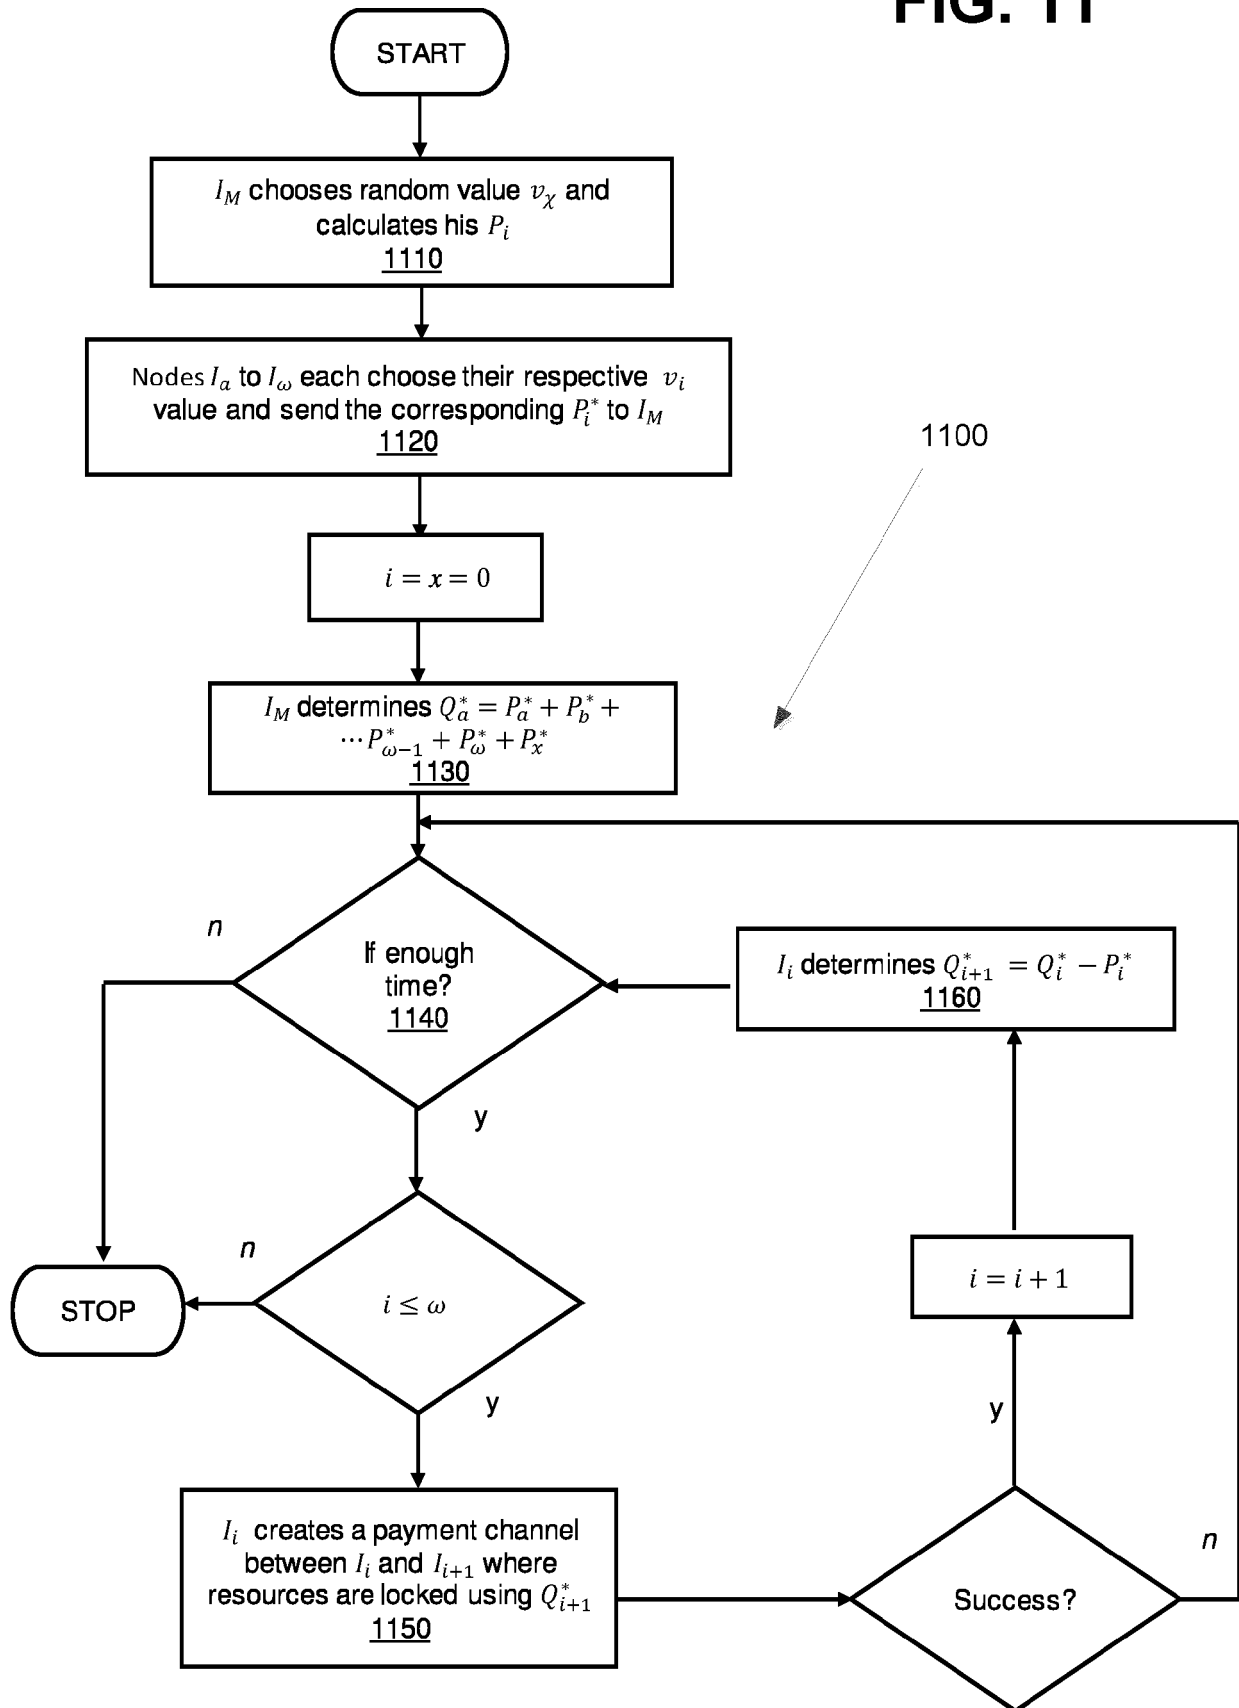 FIG. 11
START
I_M chooses random value v_χ and
calculates his P_i
1110
Nodes I_a to I_ω each choose their respective v_i
value and send the corresponding P_i^* to I_M
1120
1100
i = x = 0
I_M determines Q_a^* = P_a^* + P_b^* +
⋯P_{ω−1}^* + P_ω^* + P_x^*
1130
n
If enough
time?
1140
y
I_i determines Q_{i+1}^* = Q_i^* − P_i^*
1160
n
i ≤ ω
y
STOP
i = i + 1
y
I_i creates a payment channel
between I_i and I_{i+1} where
resources are locked using Q_{i+1}^*
1150
Success?
n